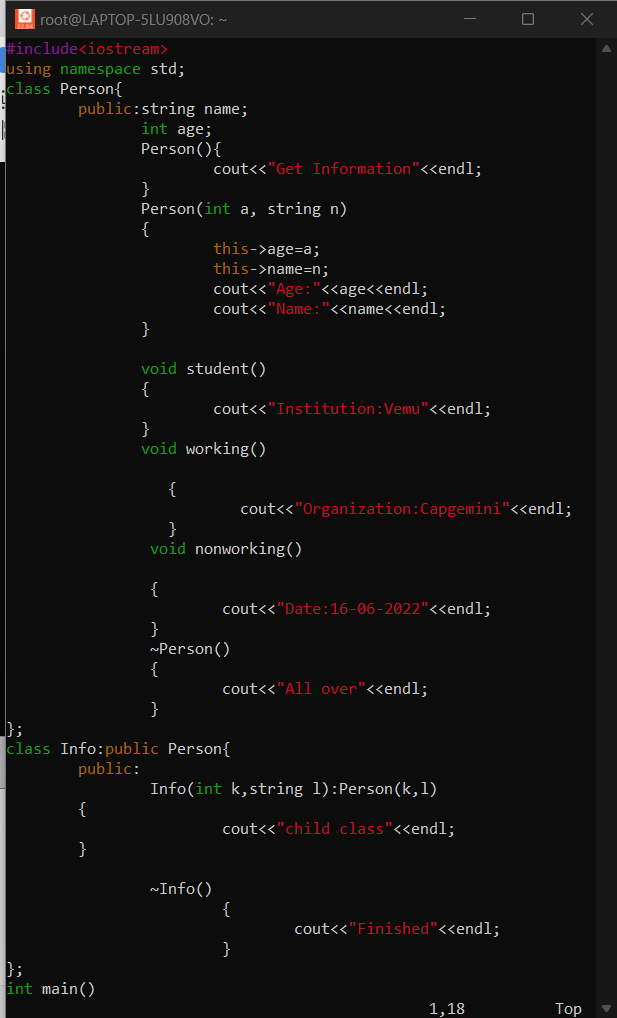 root@LAPTOP-5LU908VO: ~
#include<iostream>
using namespace std;
class Person{
public:string name;
int age;
Person(){
cout<<"Get Information"<<endl;
}
Person(int a, string n)
{
this->age=a;
this->name=n;
cout<<"Age:"<<age<<endl;
cout<<"Name:"<<name<<endl;
}
void student()
{
cout<<"Institution:Vemu"<<endl;
}
void working()
{
cout<<"Organization:Capgemini"<<endl;
}
void nonworking()
{
cout<<"Date:16-06-2022"<<endl;
}
~Person()
{
cout<<"All over"<<endl;
}
};
class Info:public Person{
public:
Info(int k,string l):Person(k,l)
{
cout<<"child class"<<endl;
}
~Info()
{
cout<<"Finished"<<endl;
}
};
int main()
1,18 Top